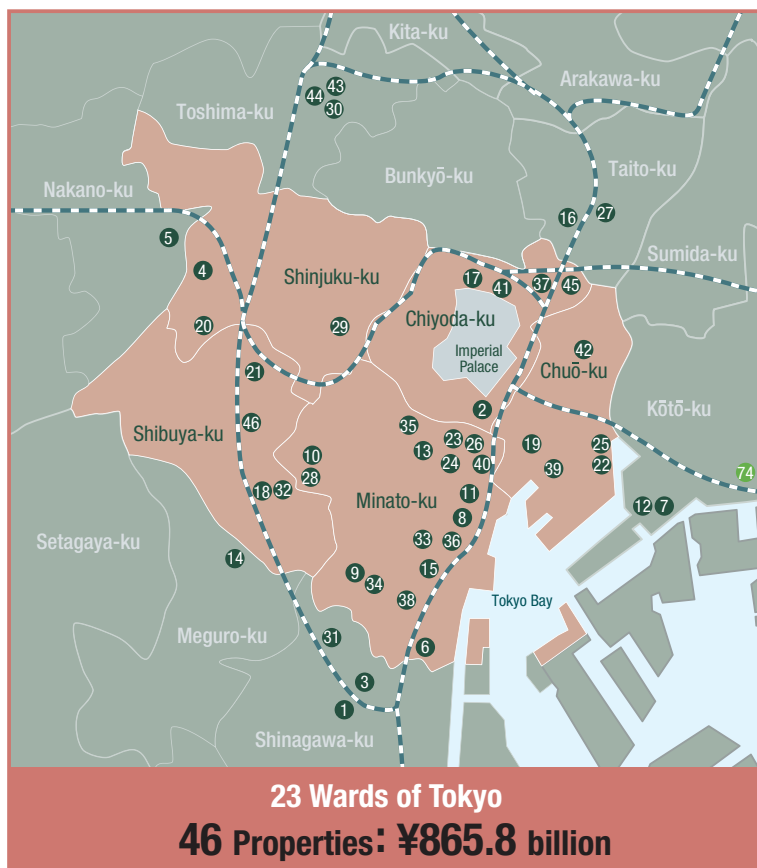 Kita-ku
43
44
30
Arakawa-ku
Toshima-ku
Bunkyō-ku
Taito-ku
Nakano-ku
16
27
5
Sumida-ku
4
Shinjuku-ku
17
41
37
45
Chiyoda-ku
20
29
Imperial
Palace
42
Chuō-ku
21
2
Kōtō-ku
46
35
Shibuya-ku
23
26
19
25
10
13
24
40
39
22
74
28
18
32
Minato-ku
11
12
7
8
33
36
Setagaya-ku
14
9
34
15
38
Tokyo Bay
Meguro-ku
31
6
3
1
Shinagawa-ku
23 Wards of Tokyo
46 Properties: ¥865.8 billion